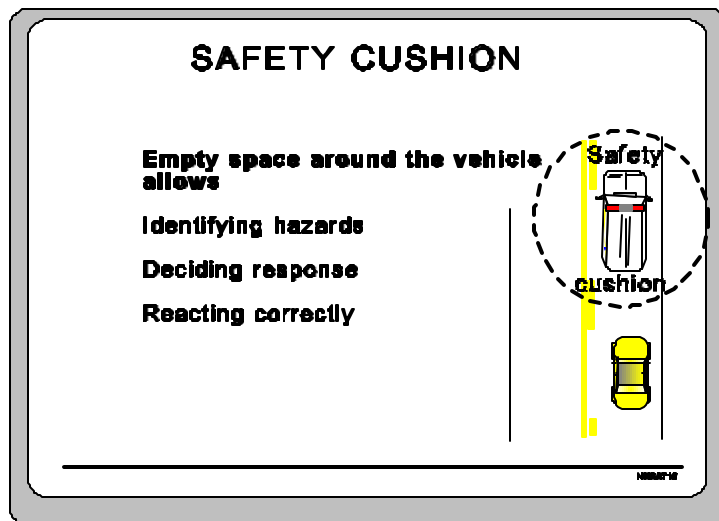 SAFETY CUSHION
Empty space around the vehicle
allows
Identifying hazards
Deciding response
Reacting correctly
Safety
cushion